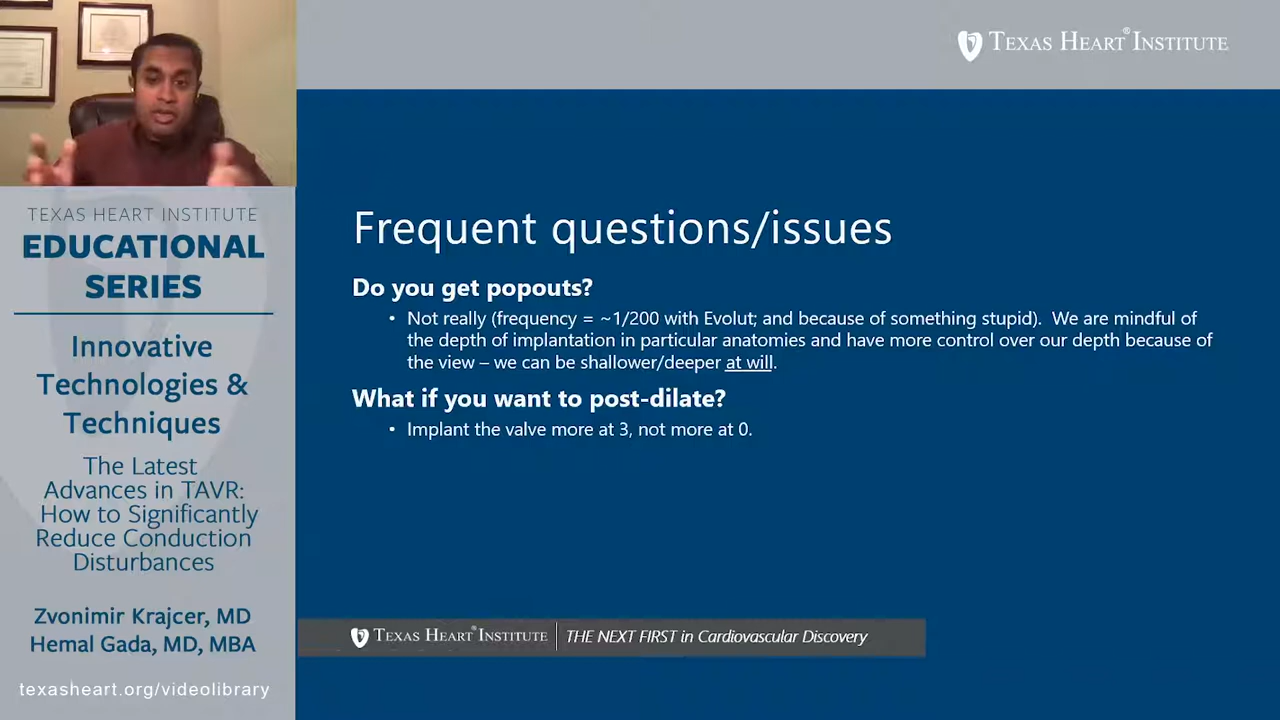 TEXAS HEART® INSTITUTE
TEXAS HEART INSTITUTE
EDUCATIONAL
SERIES
Innovative
Technologies &
Techniques
The Latest
Advances in TAVR:
How to Significantly
Reduce Conduction
Disturbances
Zvonimir Krajcer, MD
Hemal Gada, MD, MBA
texasheart.org/videolibrary
Frequent questions/issues
Do you get popouts?
• Not really (frequency = ~1/200 with Evolut; and because of something stupid). We are mindful of
the depth of implantation in particular anatomies and have more control over our depth because of
the view – we can be shallower/deeper at will.
What if you want to post-dilate?
• Implant the valve more at 3, not more at 0.
TEXAS HEART® INSTITUTE | THE NEXT FIRST in Cardiovascular Discovery